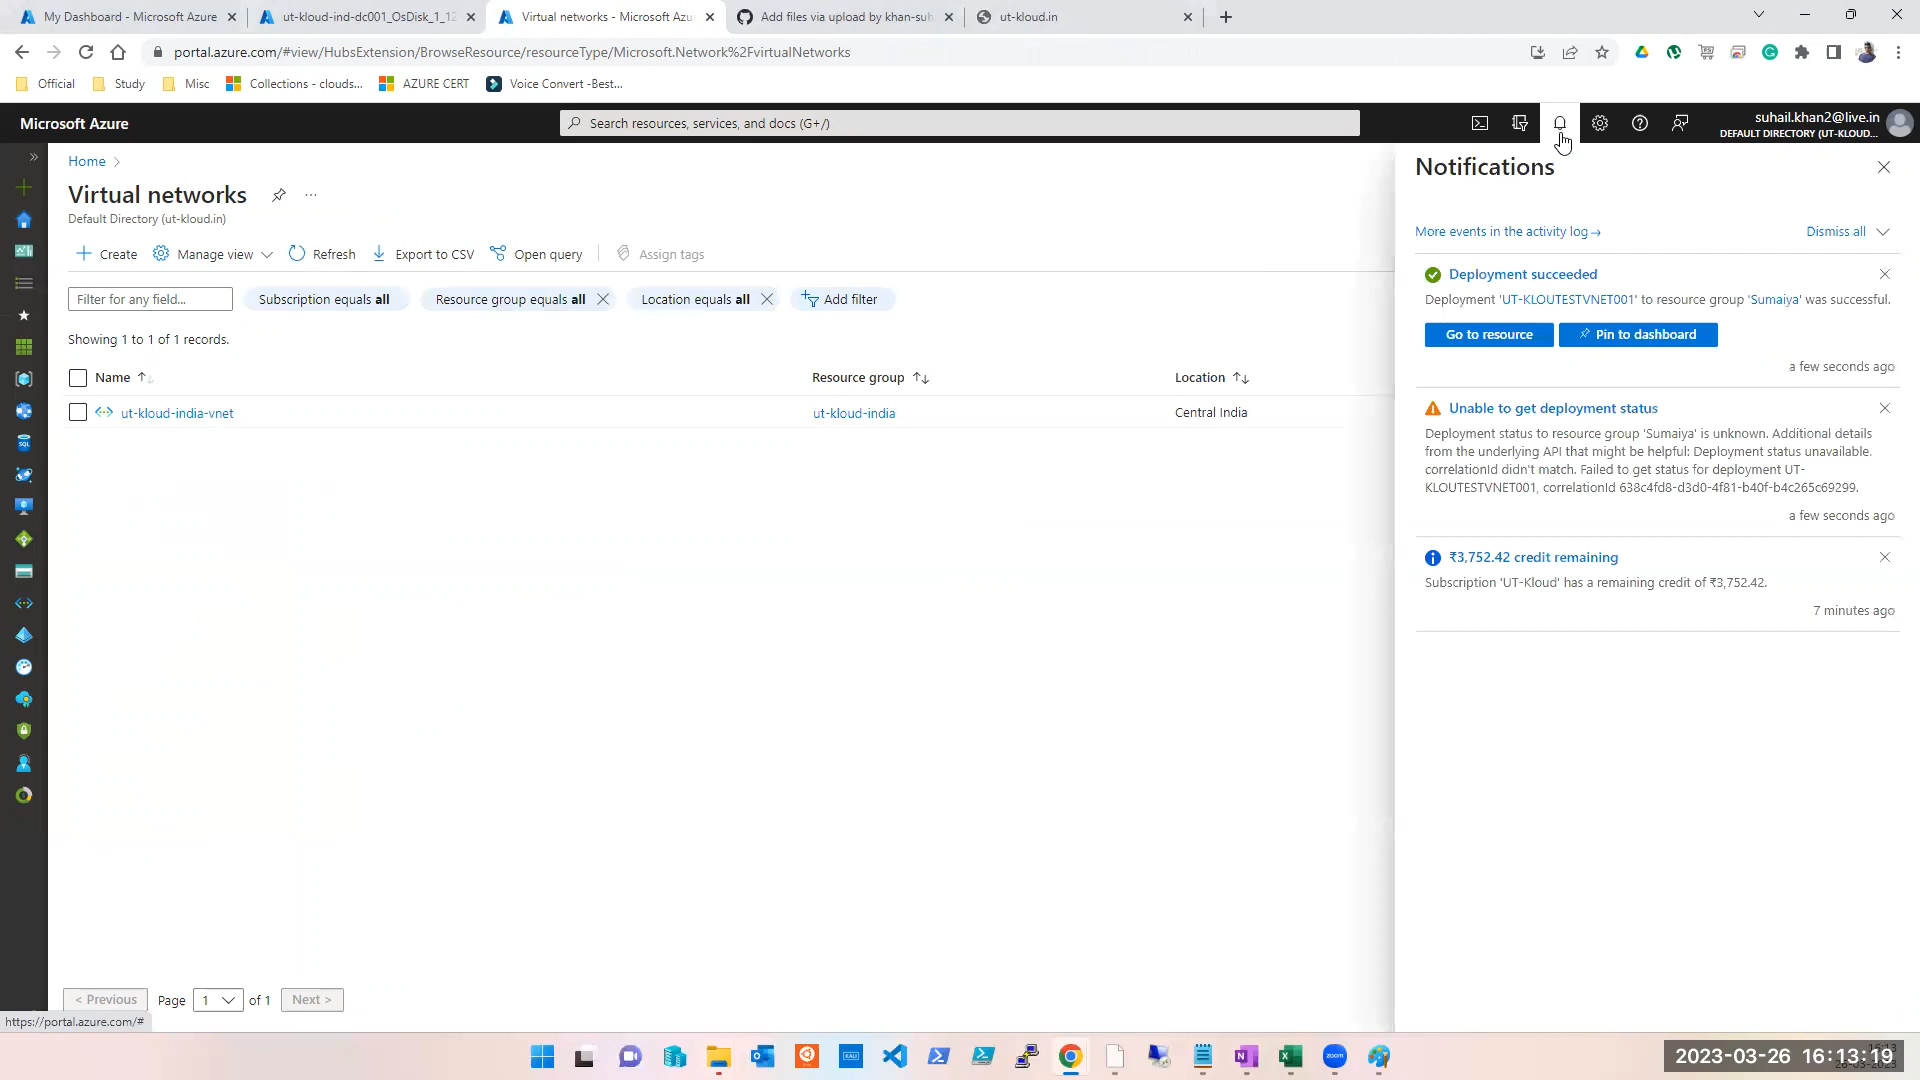 My Dashboard - Microsoft Azure
ut-kloud-ind-dc001_OsDisk_1_12
Virtual networks - Microsoft Azu
Add files via upload by khan-suh
ut-kloud.in
portal.azure.com/#view/HubsExtension/BrowseResource/resourceType/Microsoft.Network%2FvirtualNetworks
Official
Study
Misc
Collections - clouds...
AZURE CERT
Voice Convert -Best...
Microsoft Azure
Search resources, services, and docs (G+/)
suhail.khan2@live.in
DEFAULT DIRECTORY (UT-KLOUD...
Home
Virtual networks
Default Directory (ut-kloud.in)
Create
Manage view
Refresh
Export to CSV
Open query
Assign tags
Filter for any field...
Subscription equals all
Resource group equals all
Location equals all
Add filter
Showing 1 to 1 of 1 records.
Name
Resource group
Location
ut-kloud-india-vnet
ut-kloud-india
Central India
< Previous
Page
1
of 1
Next >
https://portal.azure.com/#
Notifications
More events in the activity log→
Dismiss all
Deployment succeeded
Deployment 'UT-KLOUTESTVNET001' to resource group 'Sumaiya' was successful.
Go to resource
Pin to dashboard
a few seconds ago
Unable to get deployment status
Deployment status to resource group 'Sumaiya' is unknown. Additional details
from the underlying API that might be helpful: Deployment status unavailable.
correlationId didn't match. Failed to get status for deployment UT-
KLOUTESTVNET001, correlationId 638c4fd8-d3d0-4f81-b40f-b4c265c69299.
a few seconds ago
₹3,752.42 credit remaining
Subscription 'UT-Kloud' has a remaining credit of ₹3,752.42.
7 minutes ago
SQL
KALI
zoom
2023-03-26 16:13:19